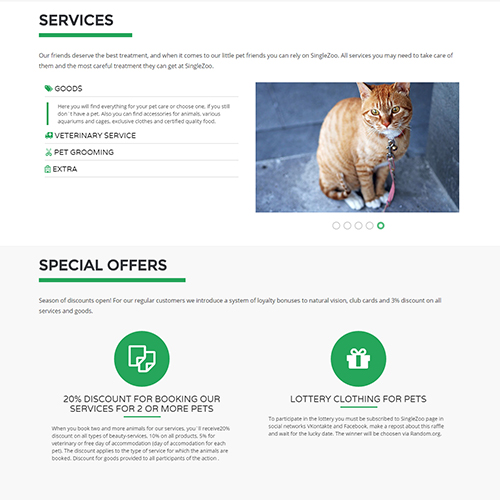 SERVICES
Our friends deserve the best treatment, and when it comes to our little pet friends you can rely on SingleZoo. All services you may need to take care of
them and the most careful treatment they can get at SingleZoo.
GOODS
Here you will find everything for your pet care or choose one, if you still
don`t have a pet. Also you can find accessories for animals, various
aquariums and cages, exclusive clothes and certified quality food.
VETERINARY SERVICE
PET GROOMING
EXTRA
SPECIAL OFFERS
Season of discounts open! For our regular customers we introduce a system of loyalty bonuses to natural vision, club cards and 3% discount on all
services and goods.
20% DISCOUNT FOR BOOKING OUR
SERVICES FOR 2 OR MORE PETS
When you book two and more animals for our services, you`ll receive20%
discount on all types of beauty-services, 10% on all products, 5% for
veterinary or free day of accommodation (day of accomodation for each
pet). The discount applies to the type of service for which the animals are
booked. Discount for goods provided to all participants of the action .
LOTTERY CLOTHING FOR PETS
To participate in the lottery you must be subscribed to SingleZoo page in
social networks VKontakte and Facebook, make a repost about this raffle
and wait for the lucky date. The winner will be choosen via Random.org.